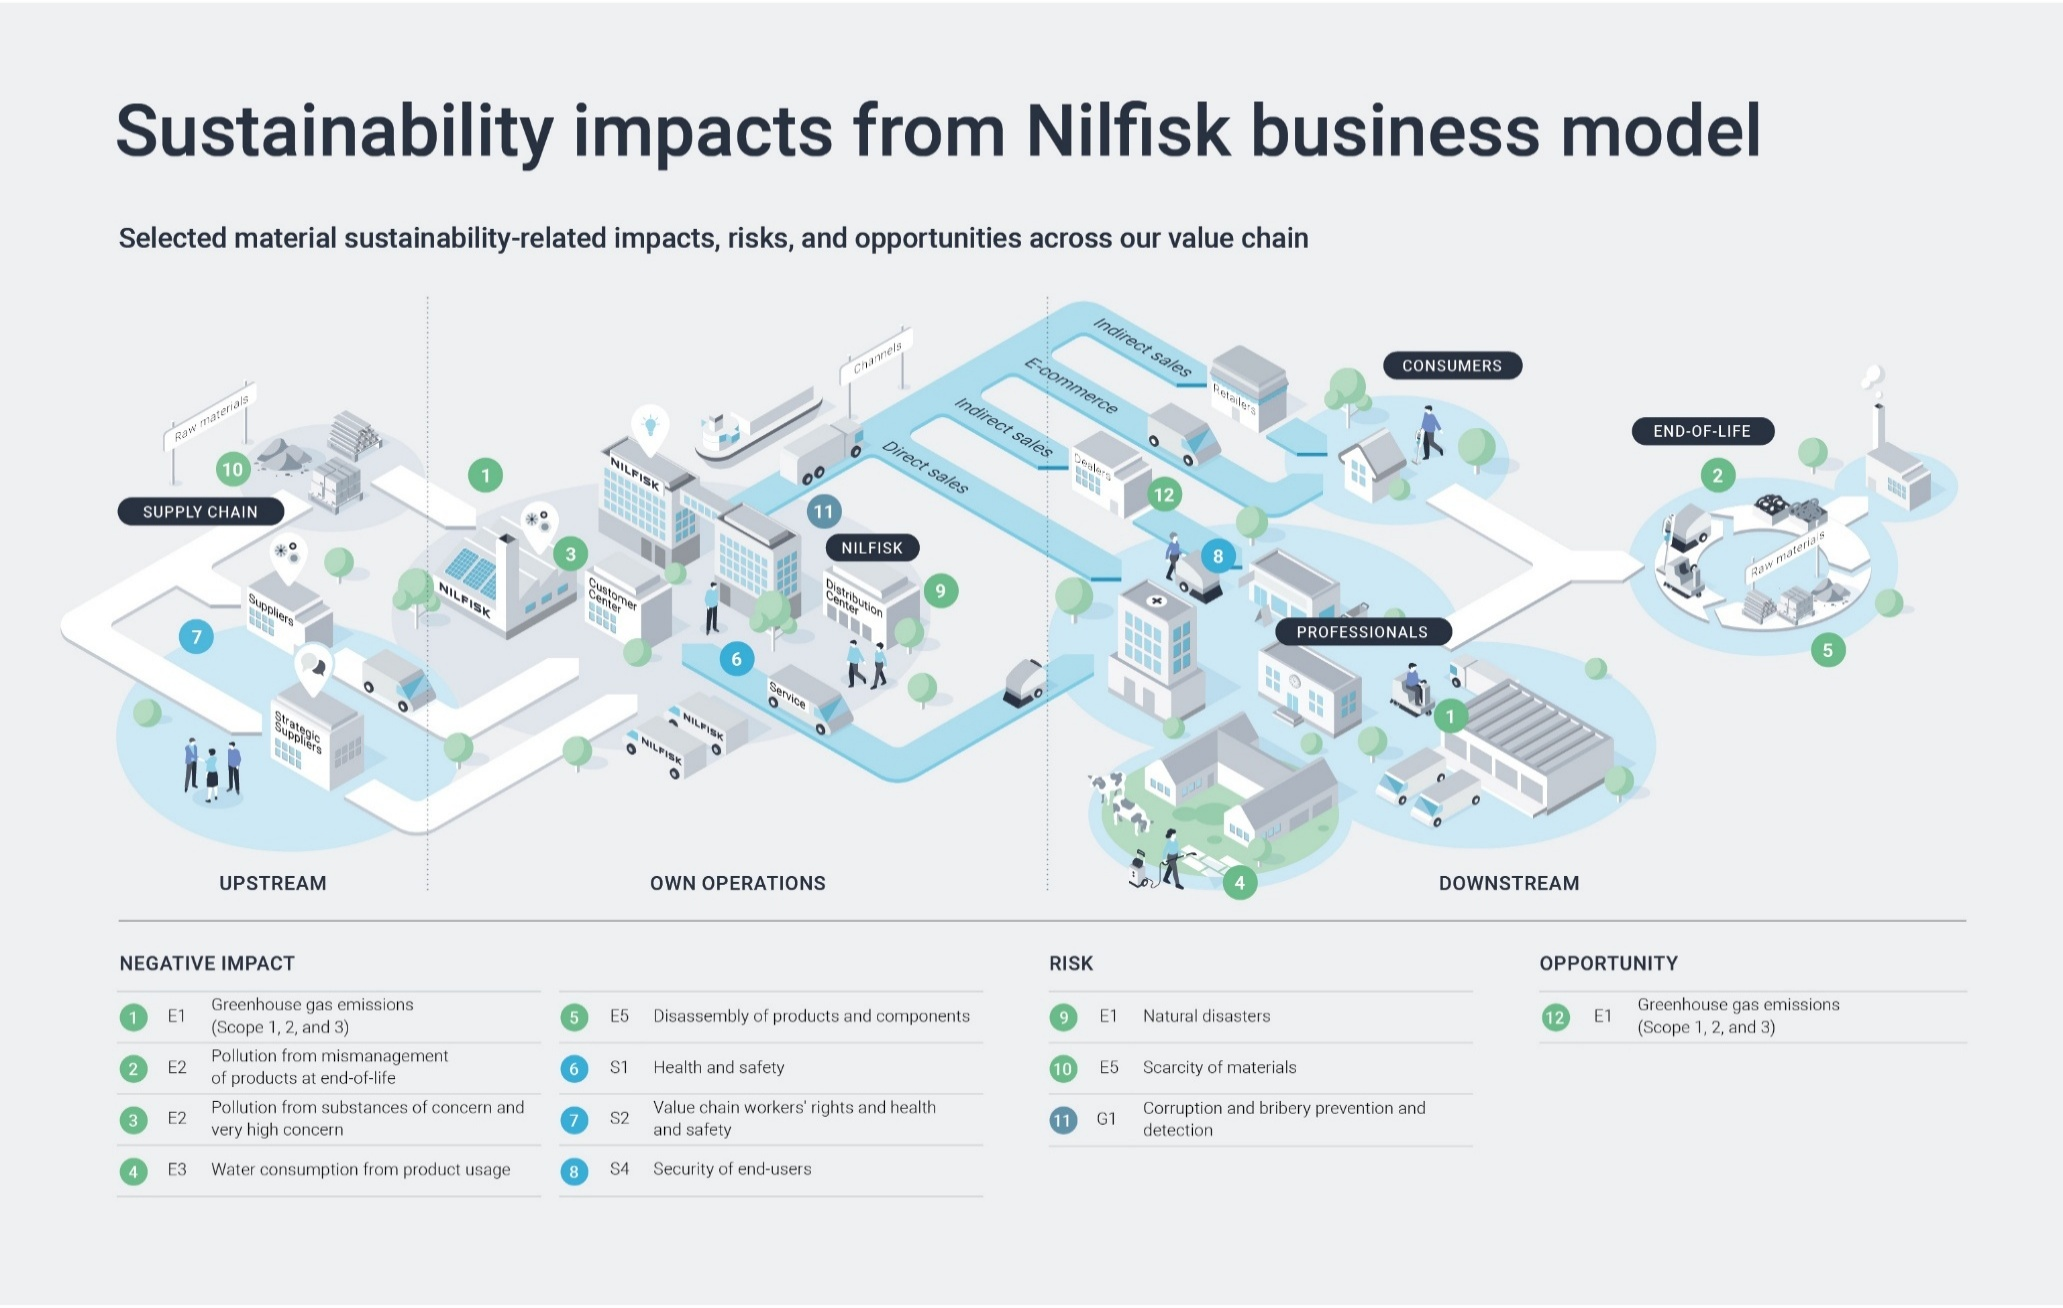 Sustainability impacts from Nilfisk business model
Selected material sustainability-related impacts, risks, and opportunities across our value chain
Raw materials
10
SUPPLY CHAIN
Suppliers
7
Strategic
Suppliers
UPSTREAM
1
NILFISK
3
Customer
Center
NILFISK
Channels
11
NILFISK
Distribution
Center
9
6
Service
NILFISK
NILFISK
OWN OPERATIONS
Indirect sales
E-commerce
Indirect sales
Direct sales
Retailers
Dealers
12
CONSUMERS
8
PROFESSIONALS
1
4
END-OF-LIFE
2
Raw materials
5
DOWNSTREAM
NEGATIVE IMPACT
1 E1 Greenhouse gas emissions
(Scope 1, 2, and 3)
2 E2 Pollution from mismanagement
of products at end-of-life
3 E2 Pollution from substances of concern and
very high concern
4 E3 Water consumption from product usage
5 E5 Disassembly of products and components
6 S1 Health and safety
7 S2 Value chain workers' rights and health
and safety
8 S4 Security of end-users
RISK
9 E1 Natural disasters
10 E5 Scarcity of materials
11 G1 Corruption and bribery prevention and
detection
OPPORTUNITY
12 E1 Greenhouse gas emissions
(Scope 1, 2, and 3)